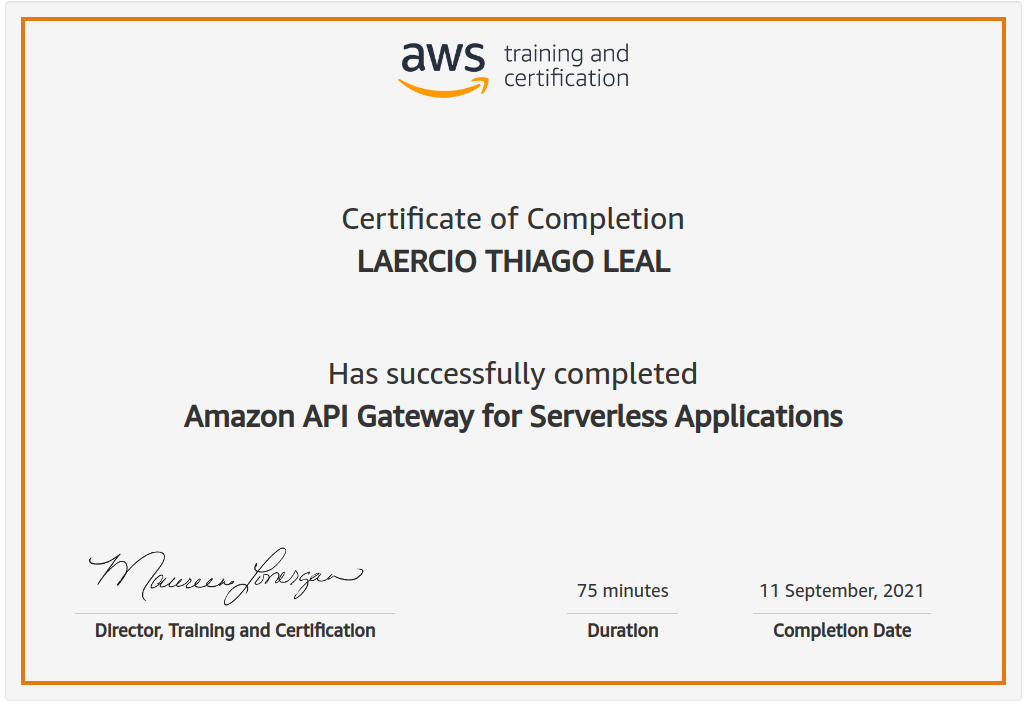 aws training and
certification
Certificate of Completion
LAERCIO THIAGO LEAL
Has successfully completed
Amazon API Gateway for Serverless Applications
Maureen Lonergan
75 minutes
11 September, 2021
Director, Training and Certification
Duration
Completion Date